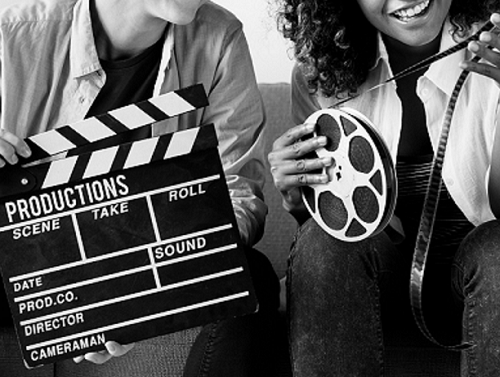 PRODUCTIONS
SCENE TAKE ROLL
SOUND
DATE
PROD.CO.
DIRECTOR
CAMERAMAN